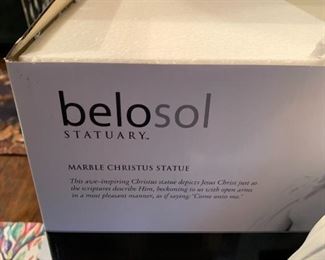 belosol
STATUARY™
MARBLE CHRISTUS STATUE
This awe-inspiring Christus statue depicts Jesus Christ just as
the scriptures describe Him, beckoning to us with open arms
in a most pleasant manner, as if saying: "Come unto me."